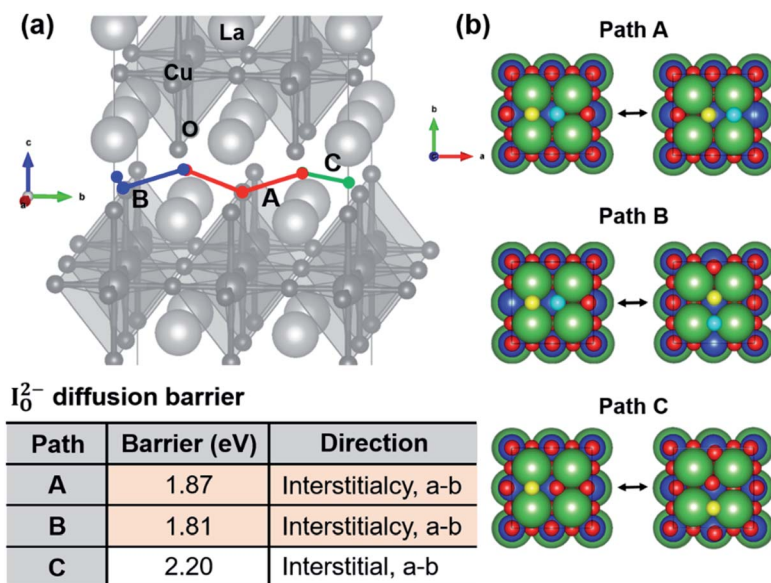 (a)
La
Cu
O
c
b
a
B
A
C
(b)
Path A
b
a
Path B
Path C
I_O^{2-} diffusion barrier
Path Barrier (eV) Direction
A 1.87 Interstitialcy, a-b
B 1.81 Interstitialcy, a-b
C 2.20 Interstitial, a-b